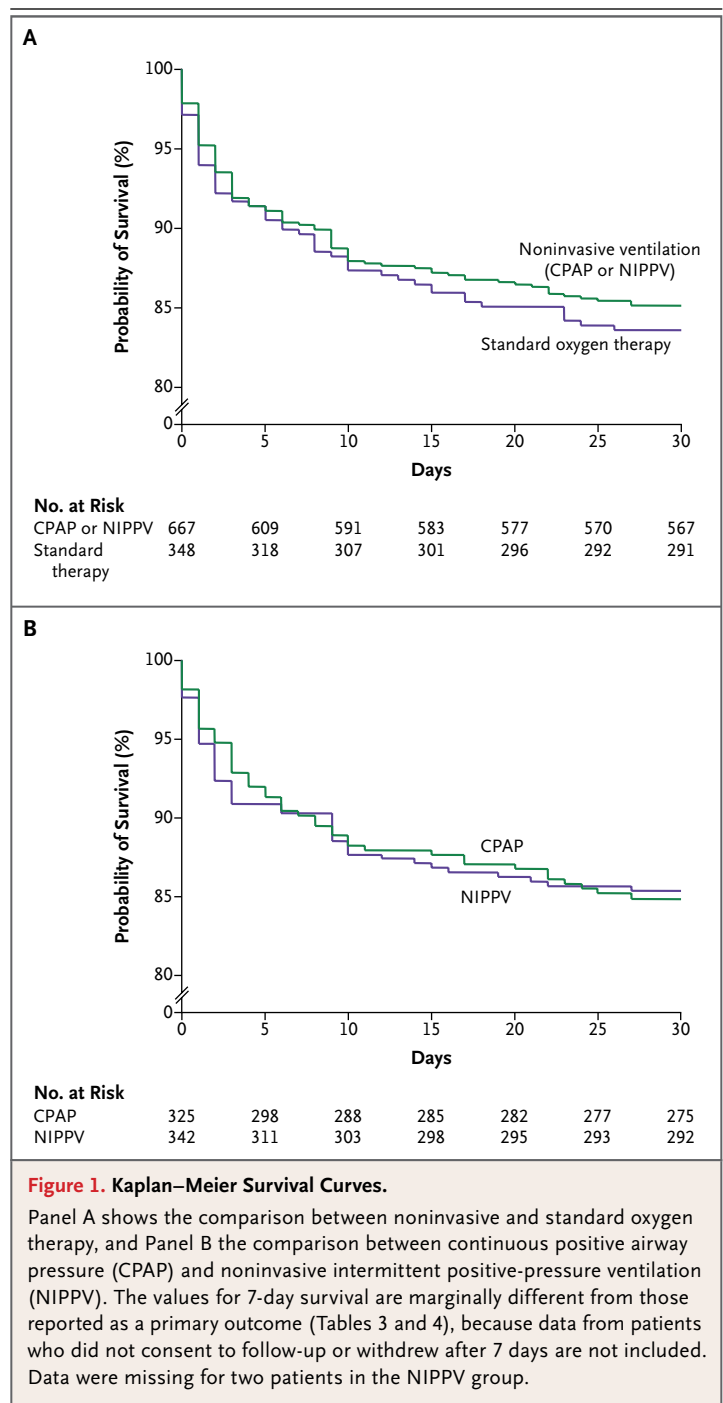 A
100
95
90
85
80
0
Probability of Survival (%)
Noninvasive ventilation
(CPAP or NIPPV)
Standard oxygen therapy
0 5 10 15 20 25 30
Days
No. at Risk
CPAP or NIPPV 667 609 591 583 577 570 567
Standard 348 318 307 301 296 292 291
therapy
B
100
95
90
85
80
0
Probability of Survival (%)
CPAP
NIPPV
0 5 10 15 20 25 30
Days
No. at Risk
CPAP 325 298 288 285 282 277 275
NIPPV 342 311 303 298 295 293 292
Figure 1. Kaplan–Meier Survival Curves.
Panel A shows the comparison between noninvasive and standard oxygen
therapy, and Panel B the comparison between continuous positive airway
pressure (CPAP) and noninvasive intermittent positive-pressure ventilation
(NIPPV). The values for 7-day survival are marginally different from those
reported as a primary outcome (Tables 3 and 4), because data from patients
who did not consent to follow-up or withdrew after 7 days are not included.
Data were missing for two patients in the NIPPV group.